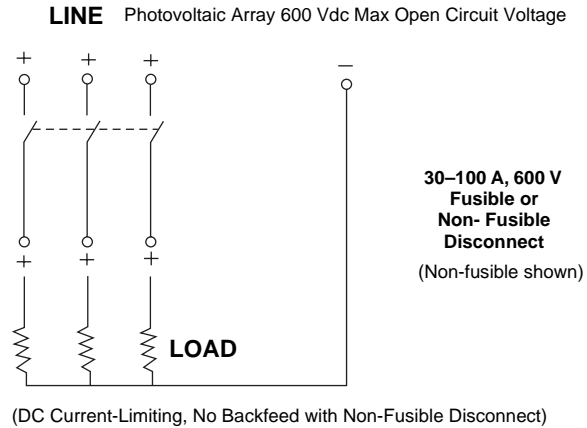 LINE Photovoltaic Array 600 Vdc Max Open Circuit Voltage
+ + + –
30–100 A, 600 V
Fusible or
Non- Fusible
Disconnect
(Non-fusible shown)
+ + +
LOAD
(DC Current-Limiting, No Backfeed with Non-Fusible Disconnect)